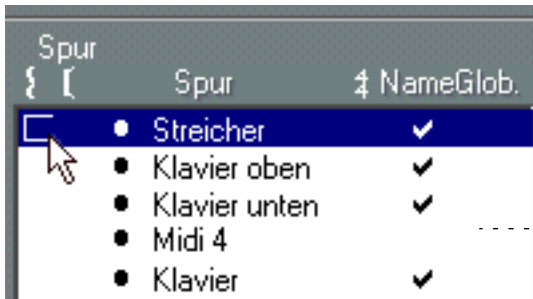 Spur
{ [ Spur NameGlob.
Streicher ✔
Klavier oben ✔
Klavier unten ✔
Midi 4
Klavier ✔